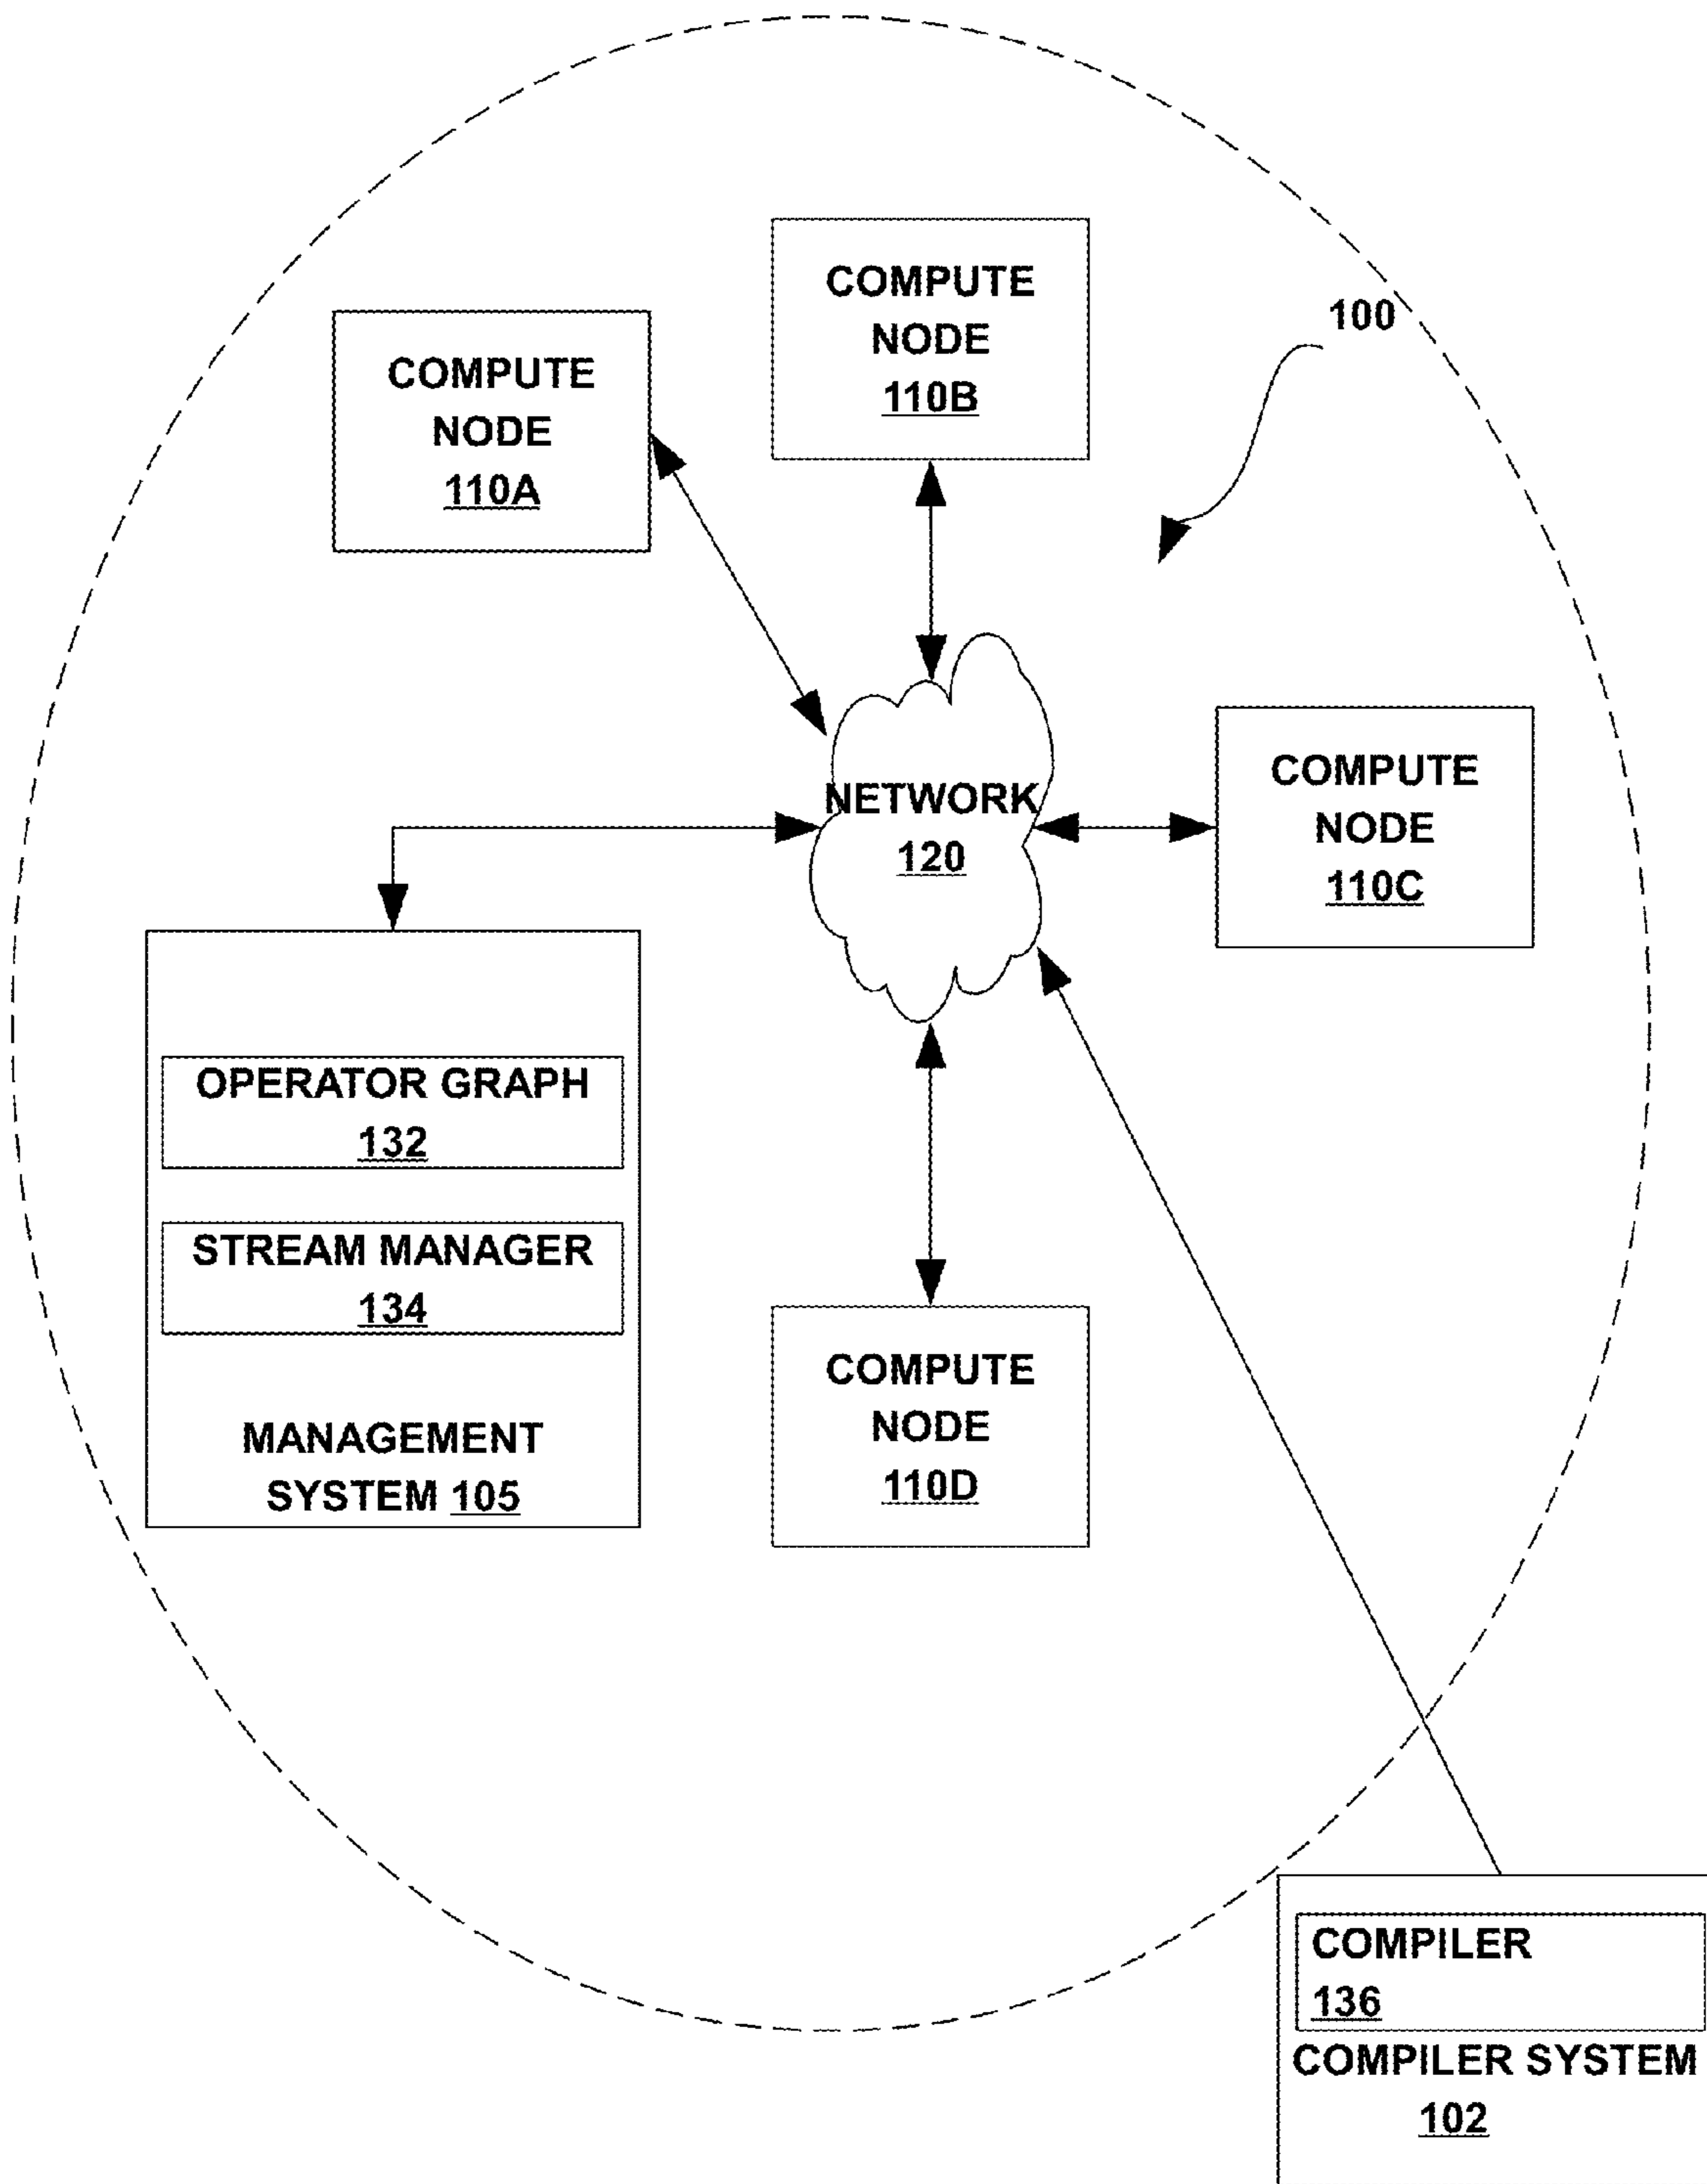 COMPUTE
NODE
110B
100
COMPUTE
NODE
110A
NETWORK
120
COMPUTE
NODE
110C
OPERATOR GRAPH
132
STREAM MANAGER
134
MANAGEMENT
SYSTEM 105
COMPUTE
NODE
110D
COMPILER
136
COMPILER SYSTEM
102